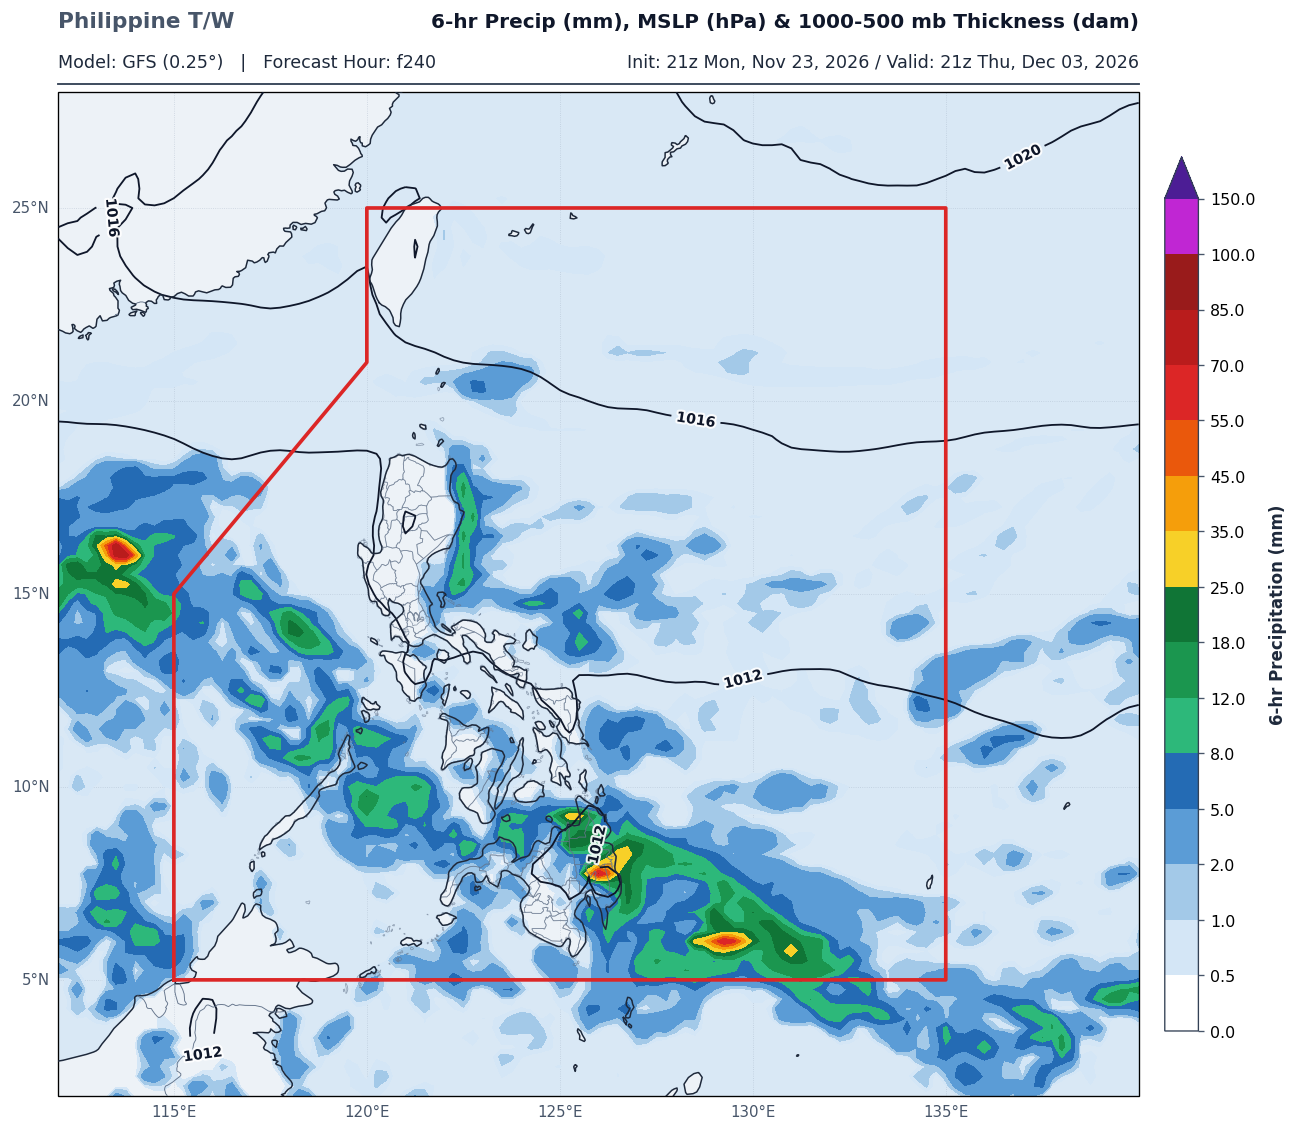 Philippine T/W
6-hr Precip (mm), MSLP (hPa) & 1000-500 mb Thickness (dam)
Model: GFS (0.25°) | Forecast Hour: f240
Init: 21z Mon, Nov 23, 2026 / Valid: 21z Thu, Dec 03, 2026
25°N
20°N
15°N
10°N
5°N
115°E
120°E
125°E
130°E
135°E
1020
1016
1016
1012
1012
1012
150.0
100.0
85.0
70.0
55.0
45.0
35.0
25.0
18.0
12.0
8.0
5.0
2.0
1.0
0.5
0.0
6-hr Precipitation (mm)